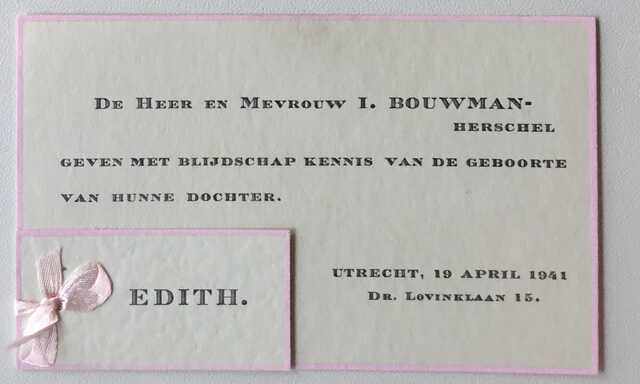 De Heer en Mevrouw I. BOUWMAN-
HERSCHEL
GEVEN MET BLIJDSCHAP KENNIS VAN DE GEBOORTE
VAN HUNNE DOCHTER.
EDITH.
UTRECHT, 19 APRIL 1941
Dr. Lovinklaan 15.